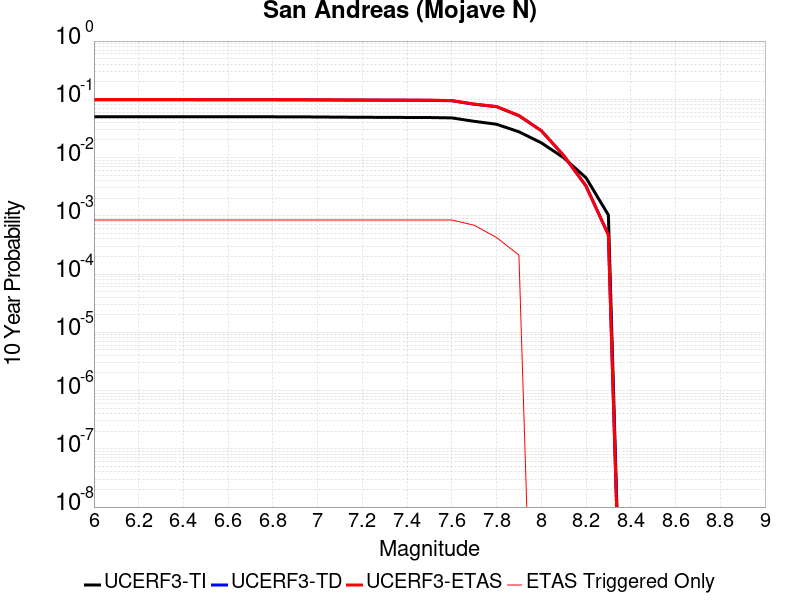 San Andreas (Mojave N)
10^0
10^-1
10^-2
10^-3
10^-4
10^-5
10^-6
10^-7
10^-8
10 Year Probability
6 6.2 6.4 6.6 6.8 7 7.2 7.4 7.6 7.8 8 8.2 8.4 8.6 8.8 9
Magnitude
UCERF3-TI UCERF3-TD UCERF3-ETAS ETAS Triggered Only